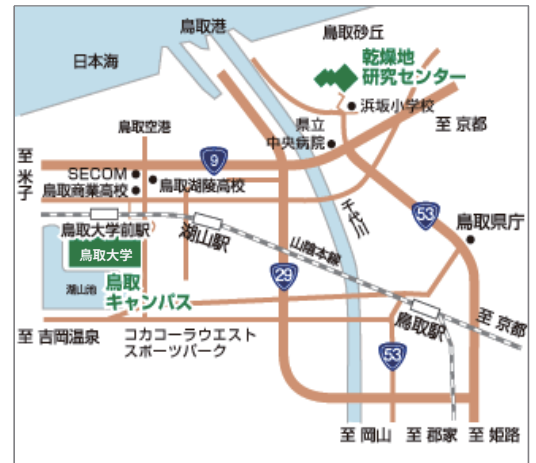 鳥取港
鳥取砂丘
日本海
乾燥地
研究センター
浜坂小学校
鳥取空港
県立
中央病院
至 京都
至 米子
9
SECOM
鳥取商業高校
鳥取湖陵高校
千代川
53
鳥取県庁
鳥取大学前駅
湖山駅
山陰本線
鳥取大学
湖山池
鳥取
キャンパス
29
鳥取駅
至 京都
至 吉岡温泉
コカコーラウエスト
スポーツパーク
53
至 岡山
至 郡家
至 姫路